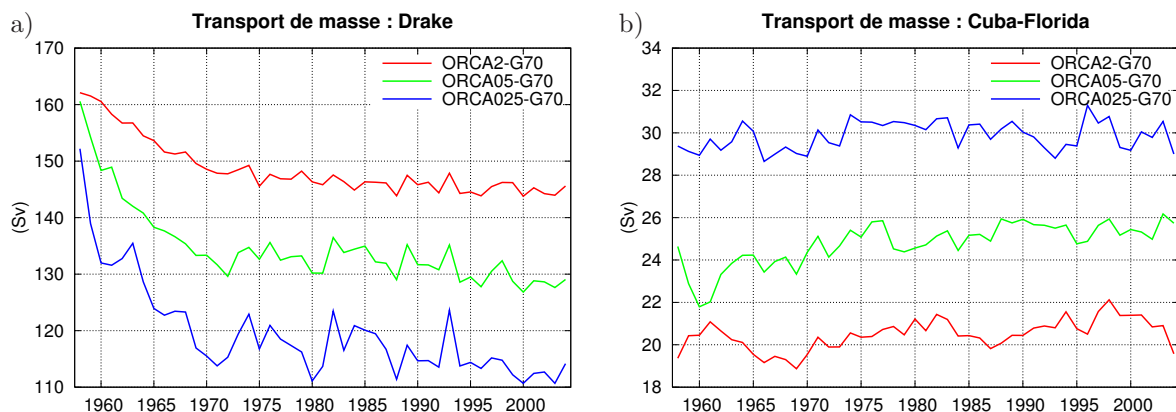 a)
Transport de masse : Drake
170
160
150
140
130
120
110
(Sv)
ORCA2-G70
ORCA05-G70
ORCA025-G70
1960 1965 1970 1975 1980 1985 1990 1995 2000
b)
Transport de masse : Cuba-Florida
34
32
30
28
26
24
22
20
18
(Sv)
ORCA2-G70
ORCA05-G70
ORCA025-G70
1960 1965 1970 1975 1980 1985 1990 1995 2000